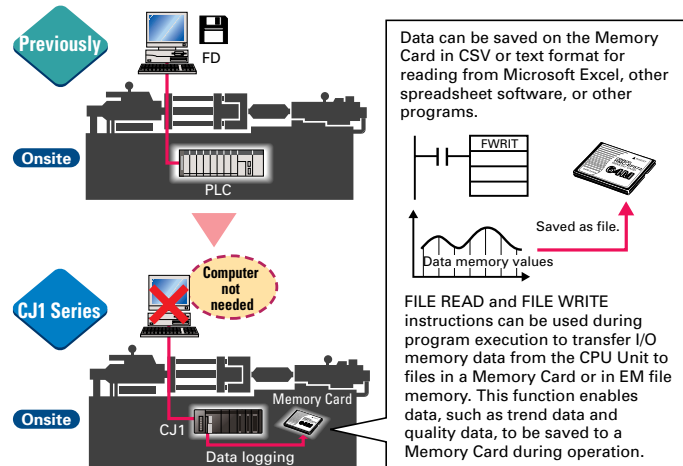 Previously
FD
Onsite
PLC
Computer
not
needed
CJ1 Series
Onsite
Memory Card
CJ1
Data logging
Data can be saved on the Memory
Card in CSV or text format for
reading from Microsoft Excel, other
spreadsheet software, or other
programs.
FWRIT
64M
Saved as file.
Data memory values
FILE READ and FILE WRITE
instructions can be used during
program execution to transfer I/O
memory data from the CPU Unit to
files in a Memory Card or in EM file
memory. This function enables
data, such as trend data and
quality data, to be saved to a
Memory Card during operation.